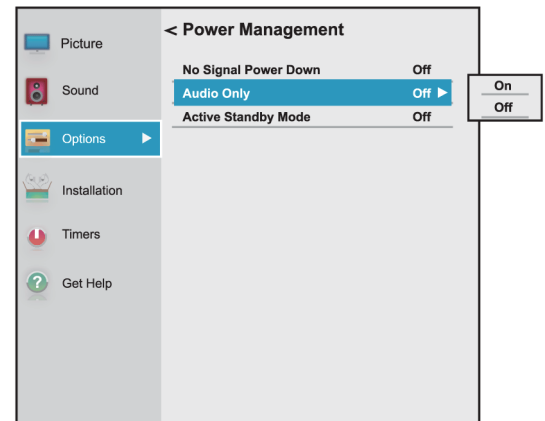 < Power Management
Picture
Sound
Options
Installation
Timers
Get Help
No Signal Power Down Off
Audio Only Off
Active Standby Mode Off
On
Off